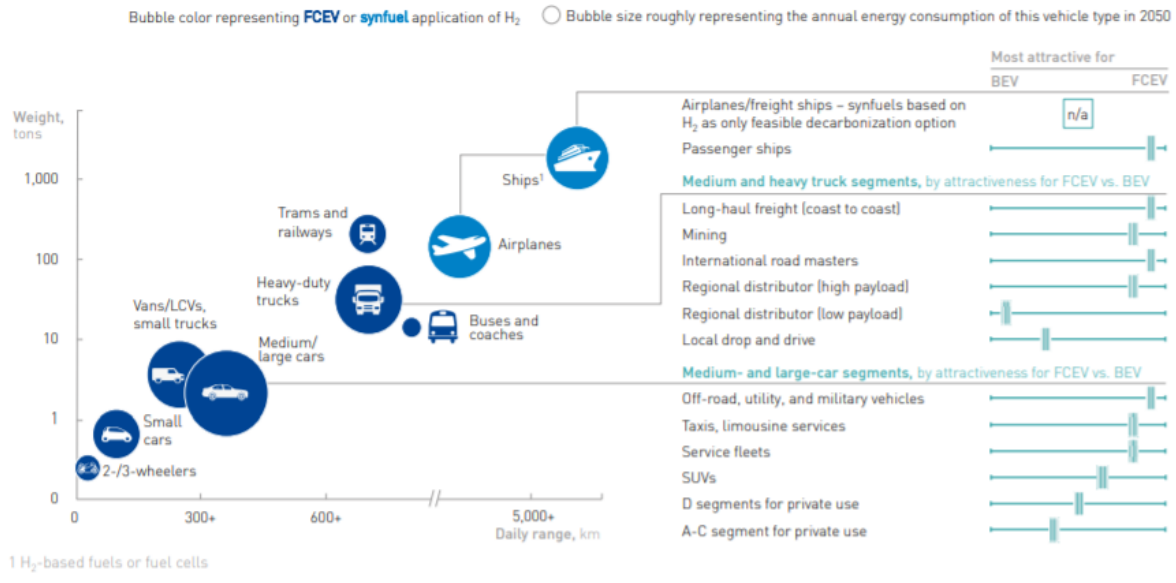 Bubble color representing FCEV or synfuel application of H₂
Bubble size roughly representing the annual energy consumption of this vehicle type in 2050
Most attractive for
BEV FCEV
Weight,
tons
1,000
100
10
1
0
0 300+ 600+ 5,000+
Daily range, km
Ships¹
Airplanes
Trams and
railways
Heavy-duty
trucks
Buses and
coaches
Vans/LCVs,
small trucks
Medium/
large cars
Small
cars
2-/3-wheelers
Airplanes/freight ships – synfuels based on
H₂ as only feasible decarbonization option
n/a
Passenger ships
Medium and heavy truck segments, by attractiveness for FCEV vs. BEV
Long-haul freight (coast to coast)
Mining
International road masters
Regional distributor (high payload)
Regional distributor (low payload)
Local drop and drive
Medium- and large-car segments, by attractiveness for FCEV vs. BEV
Off-road, utility, and military vehicles
Taxis, limousine services
Service fleets
SUVs
D segments for private use
A-C segment for private use
1 H₂-based fuels or fuel cells